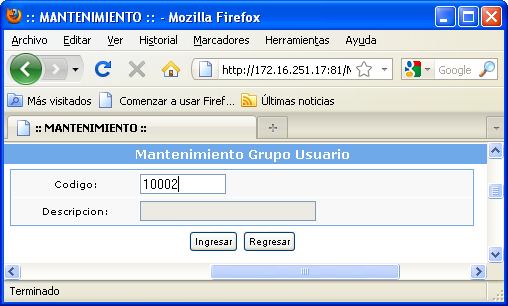 :: MANTENIMIENTO :: - Mozilla Firefox
Archivo Editar Ver Historial Marcadores Herramientas Ayuda
http://172.16.251.17:81/M Google
Más visitados Comenzar a usar Firef... Últimas noticias
:: MANTENIMIENTO ::
Mantenimiento Grupo Usuario
Codigo: 10002
Descripcion:
Ingresar Regresar
Terminado